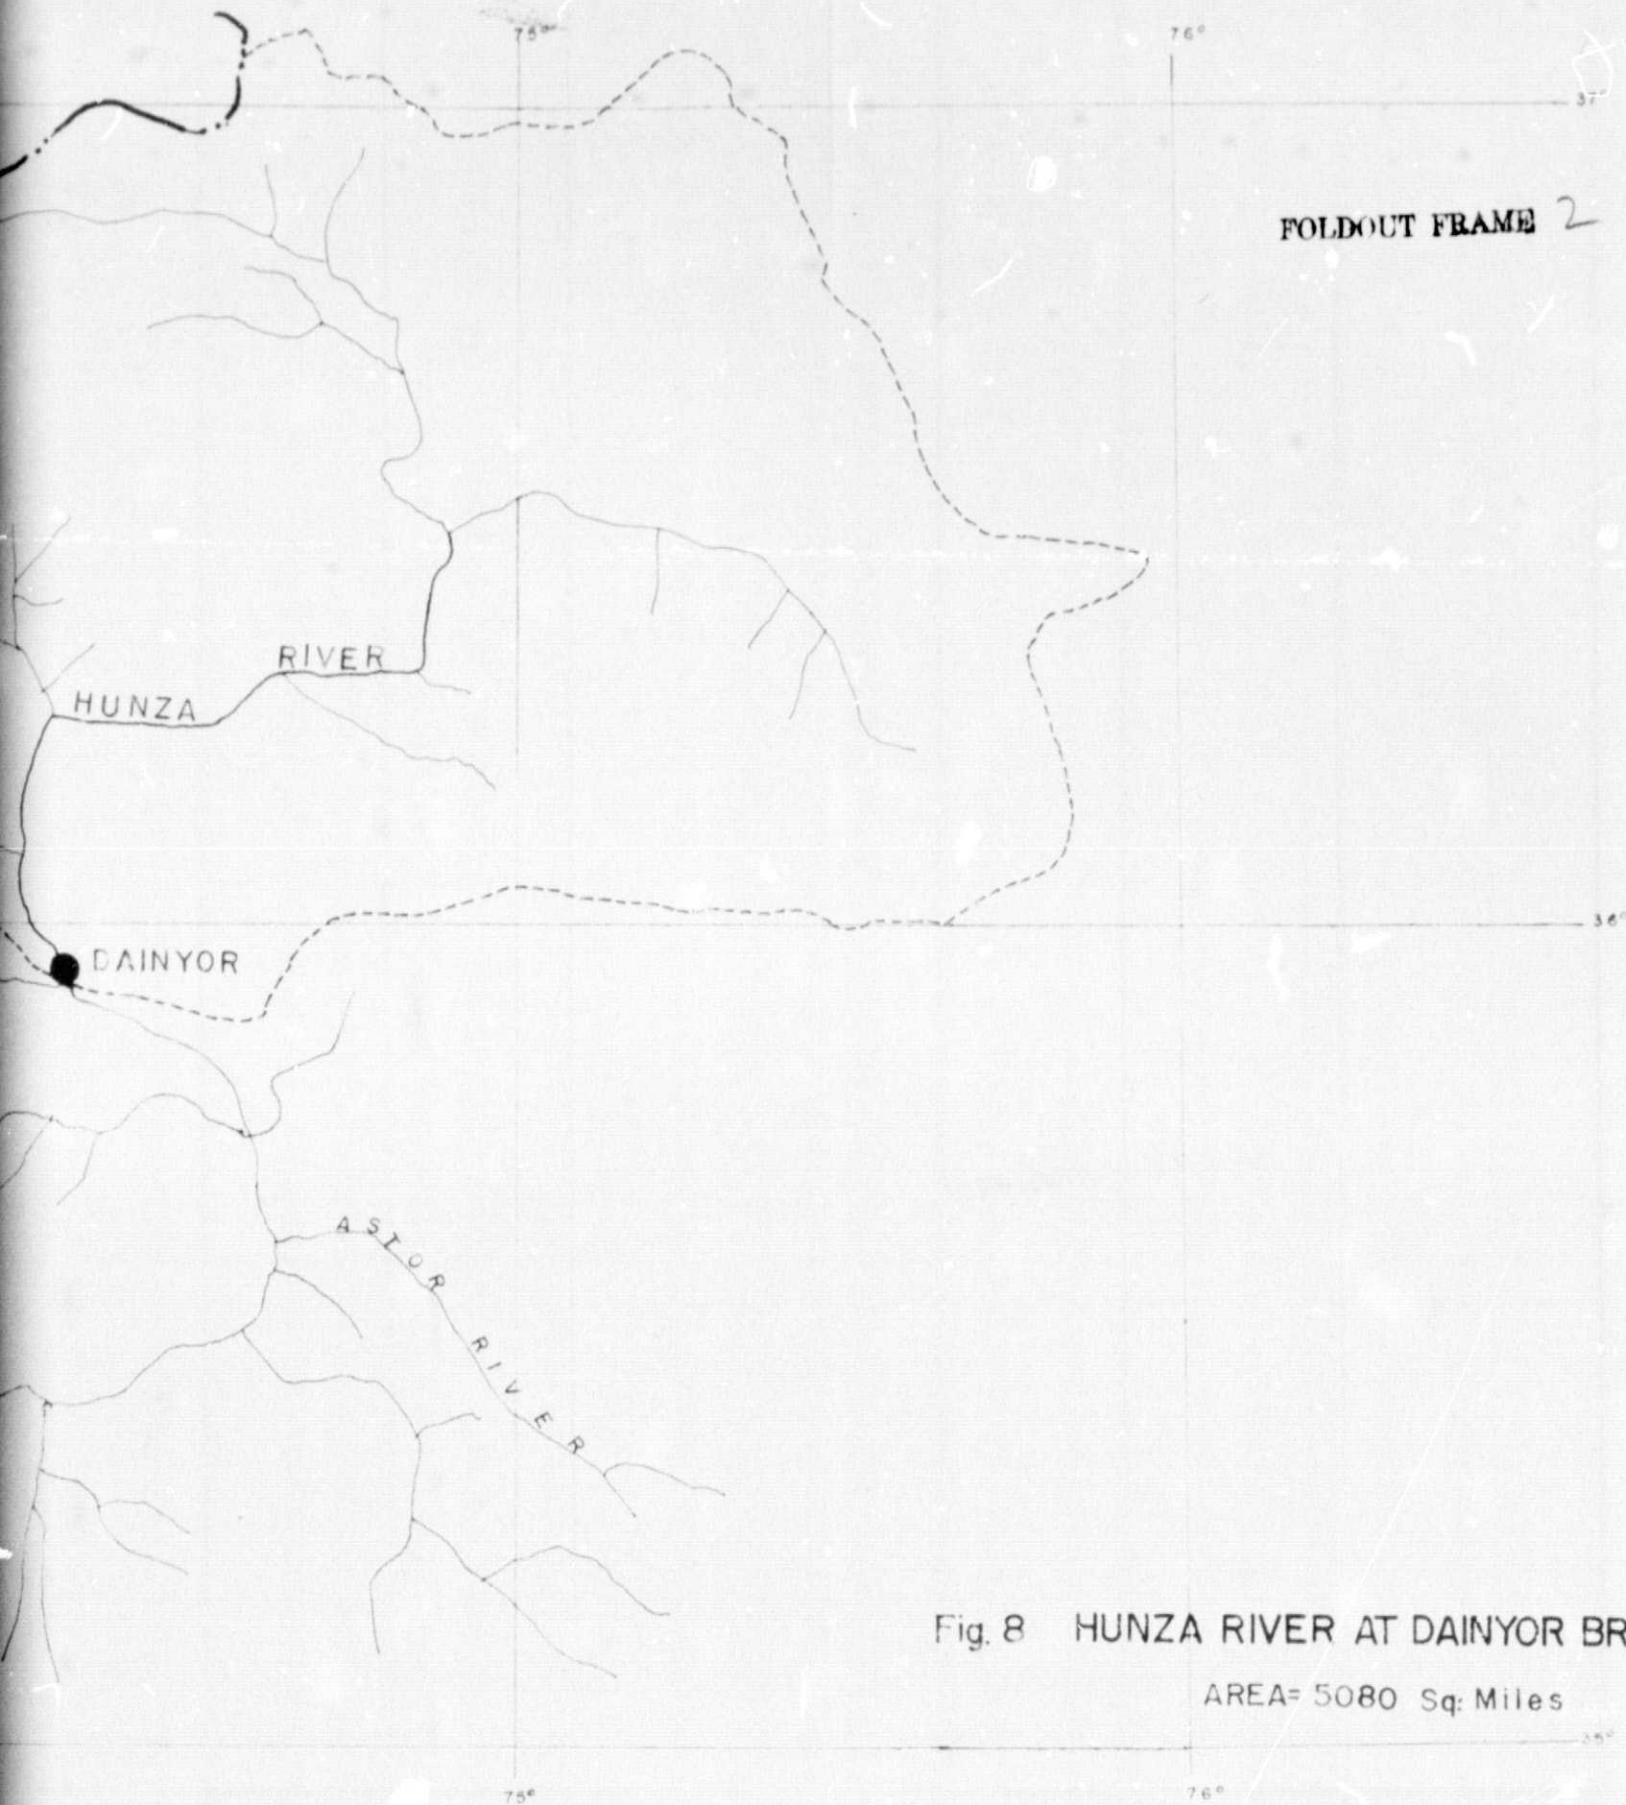 75°
76°
37
FOLDOUT FRAME 2
RIVER
HUNZA
36°
DAINYOR
ASTOR RIVER
Fig. 8 HUNZA RIVER AT DAINYOR BR
AREA= 5080 Sq: Miles
35°
75°
76°